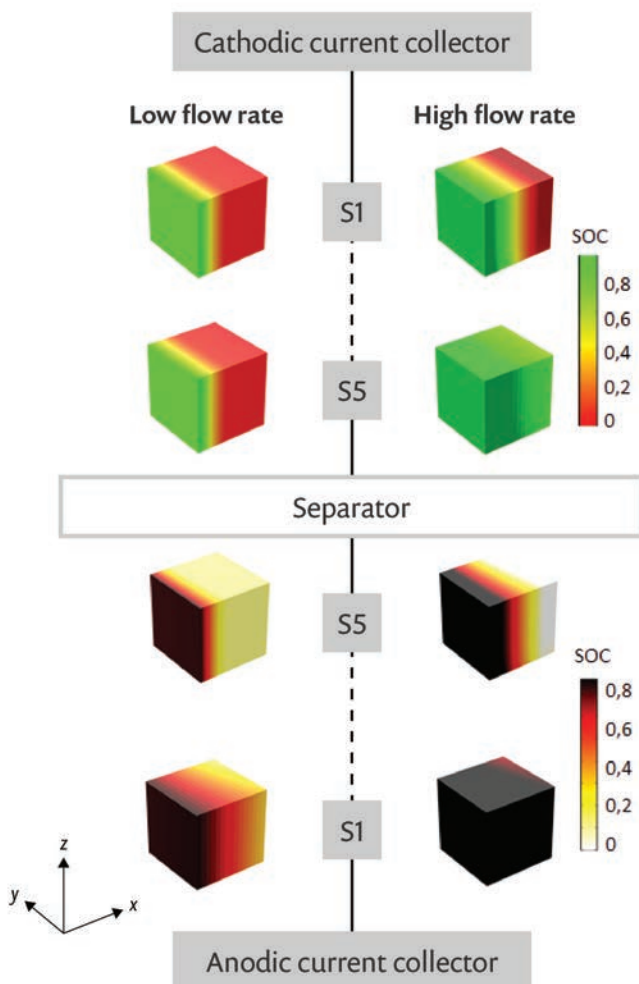 Cathodic current collector
Low flow rate
High flow rate
S1
SOC
0,8
0,6
0,4
0,2
0
S5
Separator
S5
SOC
0,8
0,6
0,4
0,2
0
S1
z
y
x
Anodic current collector